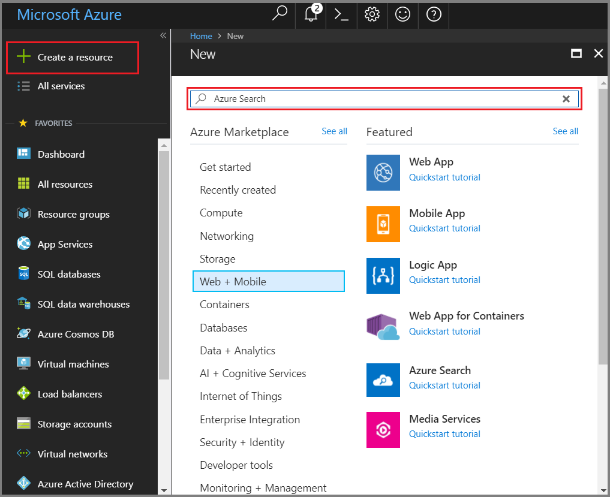 Microsoft Azure
2
Create a resource
All services
FAVORITES
Dashboard
All resources
Resource groups
App Services
SQL databases
SQL data warehouses
Azure Cosmos DB
Virtual machines
Load balancers
Storage accounts
Virtual networks
Azure Active Directory
Home > New
New
Azure Search
Azure Marketplace See all
Get started
Recently created
Compute
Networking
Storage
Web + Mobile
Containers
Databases
Data + Analytics
AI + Cognitive Services
Internet of Things
Enterprise Integration
Security + Identity
Developer tools
Monitoring + Management
Featured See all
Web App
Quickstart tutorial
Mobile App
Quickstart tutorial
Logic App
Quickstart tutorial
Web App for Containers
Quickstart tutorial
Azure Search
Quickstart tutorial
Media Services
Quickstart tutorial